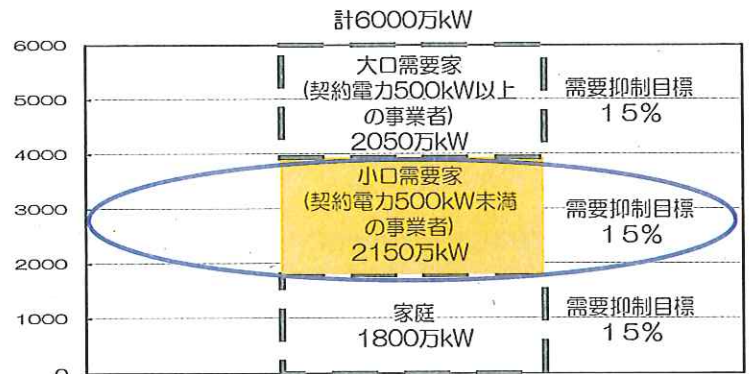 計6000万kW
6000
5000
4000
3000
2000
1000
0
大口需要家
(契約電力500kW以上
の事業者)
2050万kW
需要抑制目標
15%
小口需要家
(契約電力500kW未満
の事業者)
2150万kW
需要抑制目標
15%
家庭
1800万kW
需要抑制目標
15%